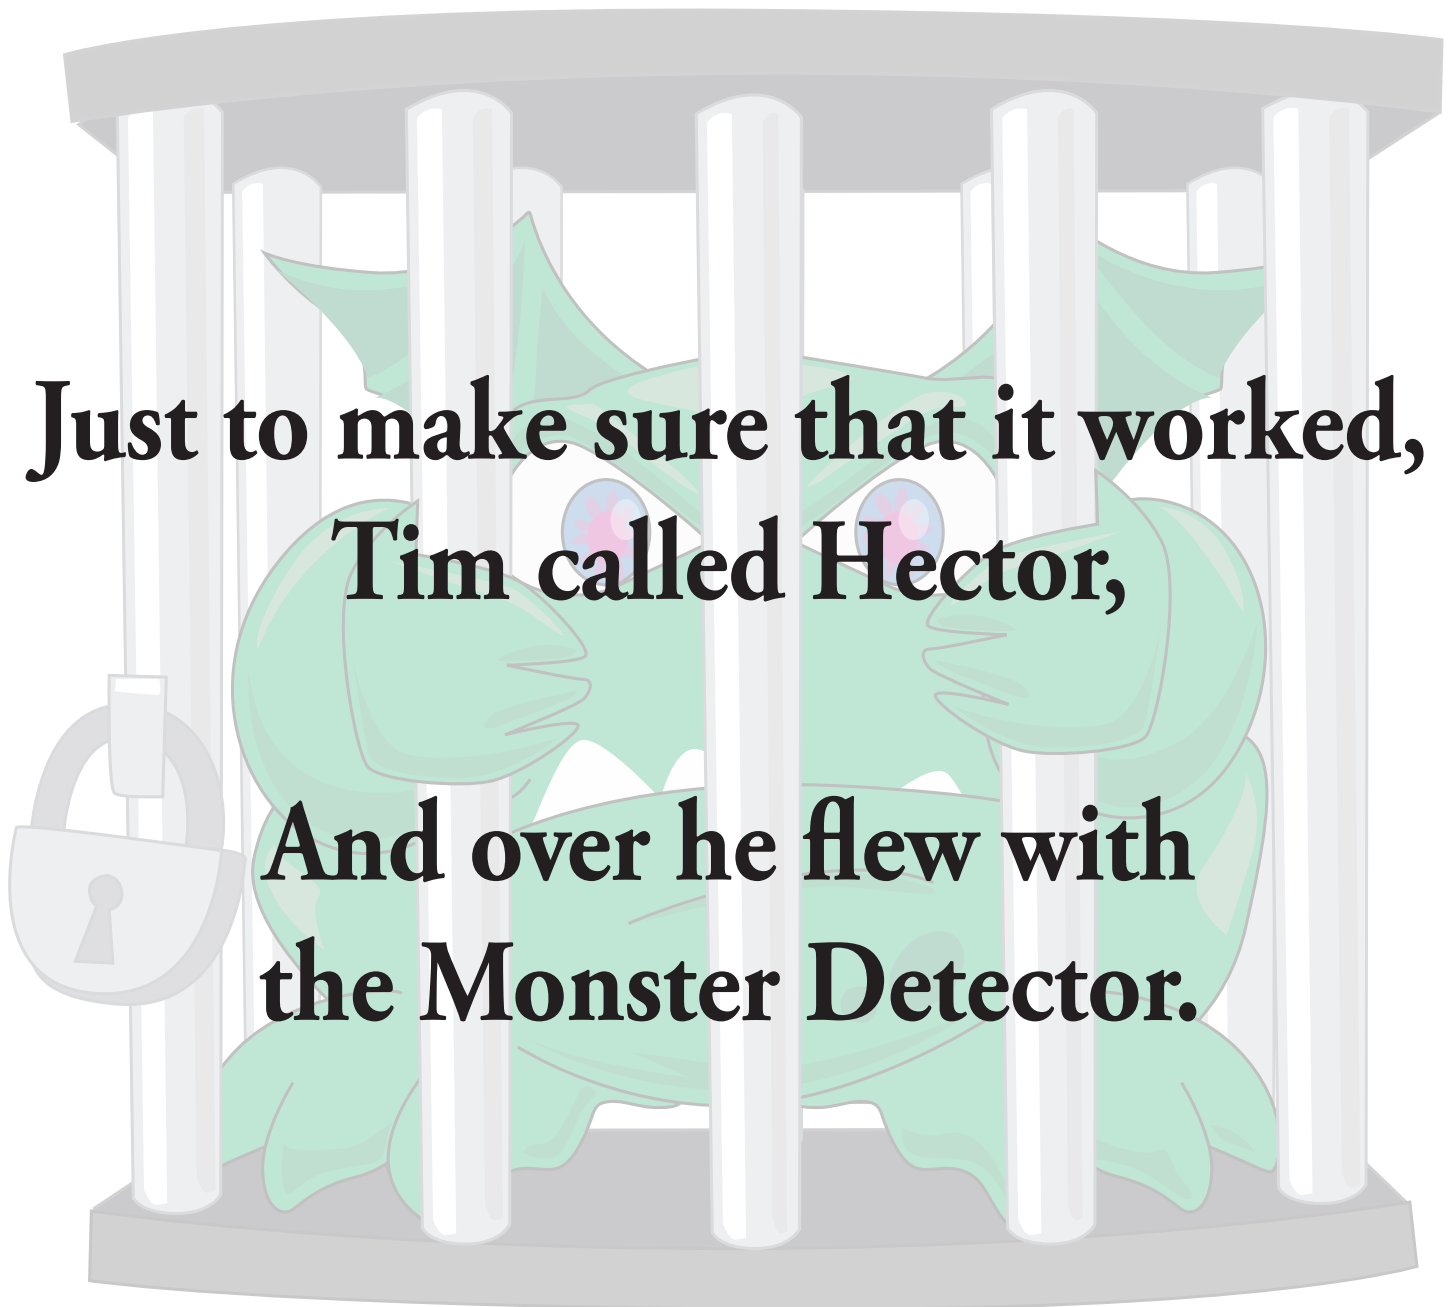 Just to make sure that it worked,
Tim called Hector,
And over he flew with
the Monster Detector.